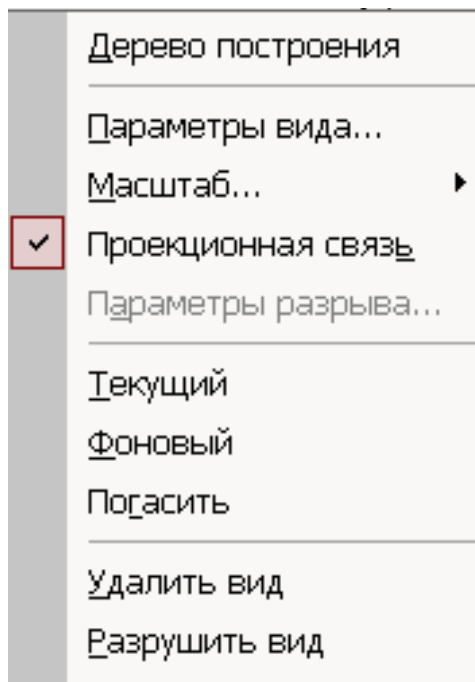 Дерево построения
Параметры вида...
Масштаб...
Проекционная связь
Параметры разрыва...
Текущий
Фоновый
Погасить
Удалить вид
Разрушить вид